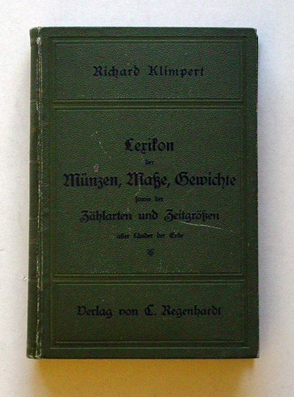 Richard Klimpert
Lexikon
der
Münzen, Maße, Gewichte
sowie der
Zählarten und Zeitgrößen
aller Länder der Erde
Verlag von C. Regenhardt